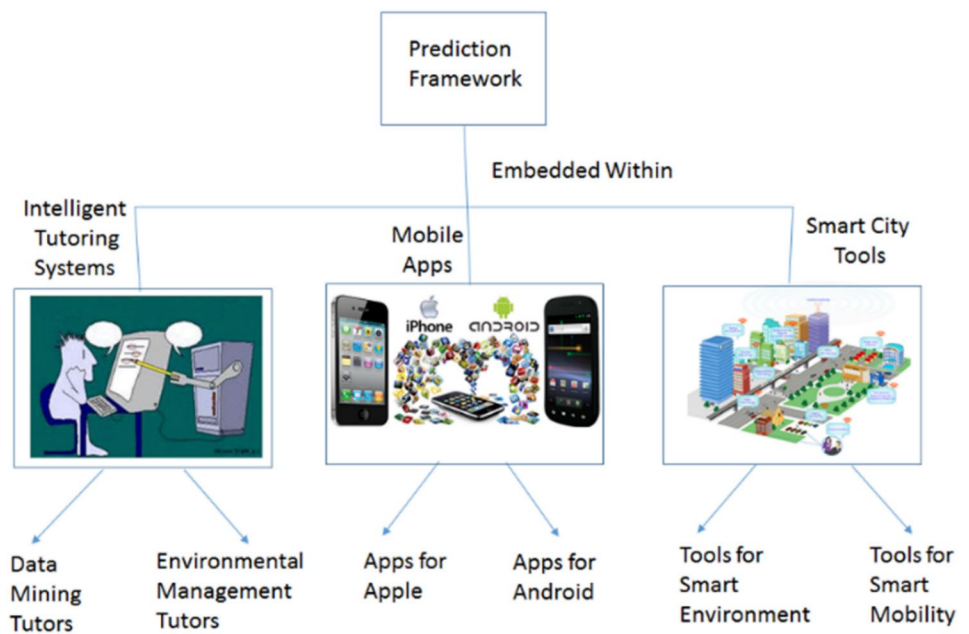 Prediction
Framework
Embedded Within
Intelligent
Tutoring
Systems
Mobile
Apps
Smart City
Tools
iPhone
ANDROID
Data
Mining
Tutors
Environmental
Management
Tutors
Apps for
Apple
Apps for
Android
Tools for
Smart
Environment
Tools for
Smart
Mobility